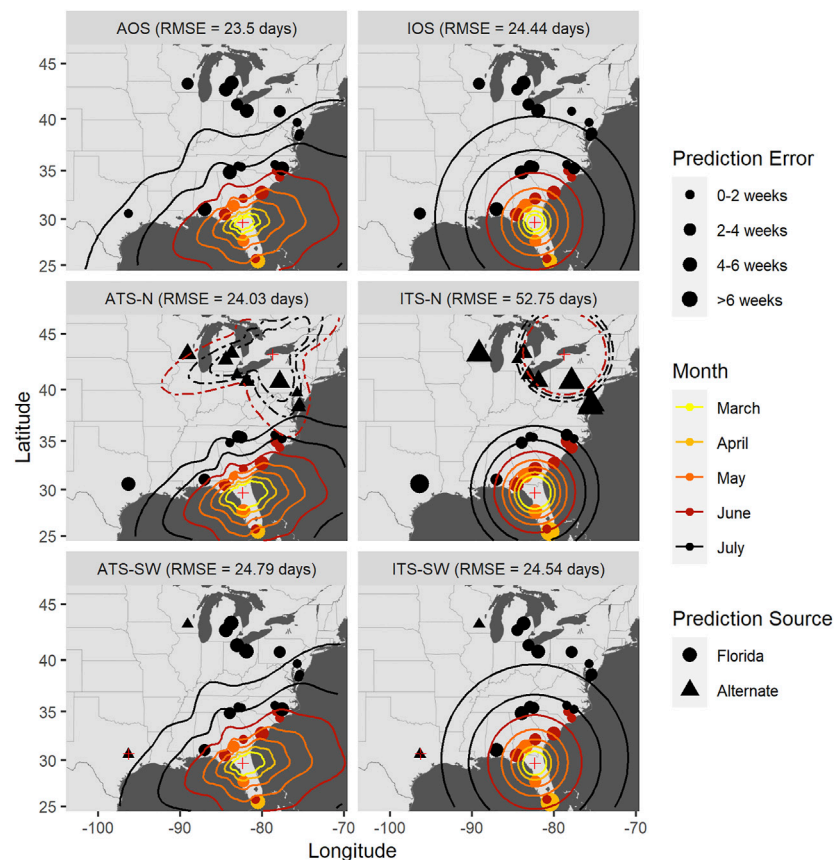 AOS (RMSE = 23.5 days)
IOS (RMSE = 24.44 days)
45
40
35
30
25
ATS-N (RMSE = 24.03 days)
ITS-N (RMSE = 52.75 days)
45
40
35
30
25
Latitude
ATS-SW (RMSE = 24.79 days)
ITS-SW (RMSE = 24.54 days)
45
40
35
30
25
-100 -90 -80 -70
-100 -90 -80 -70
Longitude
Prediction Error
0-2 weeks
2-4 weeks
4-6 weeks
>6 weeks
Month
March
April
May
June
July
Prediction Source
Florida
Alternate